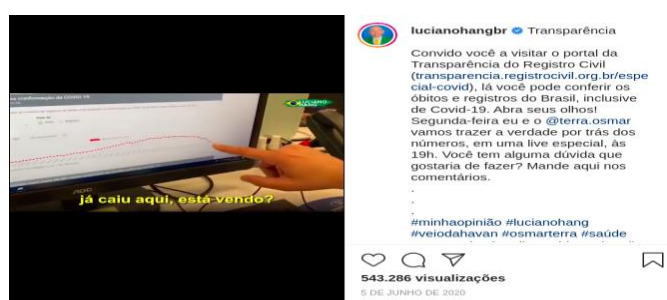 LUCIANO
HANG
AOC
já caiu aqui, está vendo?
lucianohangbr Transparência
Convido você a visitar o portal da
Transparência do Registro Civil
(transparencia.registrocivil.org.br/espe
cial-covid), lá você pode conferir os
óbitos e registros do Brasil, inclusive
de Covid-19. Abra seus olhos!
Segunda-feira eu e o @terra.osmar
vamos trazer a verdade por trás dos
números, em uma live especial, às
19h. Você tem alguma dúvida que
gostaria de fazer? Mande aqui nos
comentários.
.
.
.
#minhaopinião #lucianohang
#veiodahavan #osmarterra #saúde
543.286 visualizações
5 DE JUNHO DE 2020